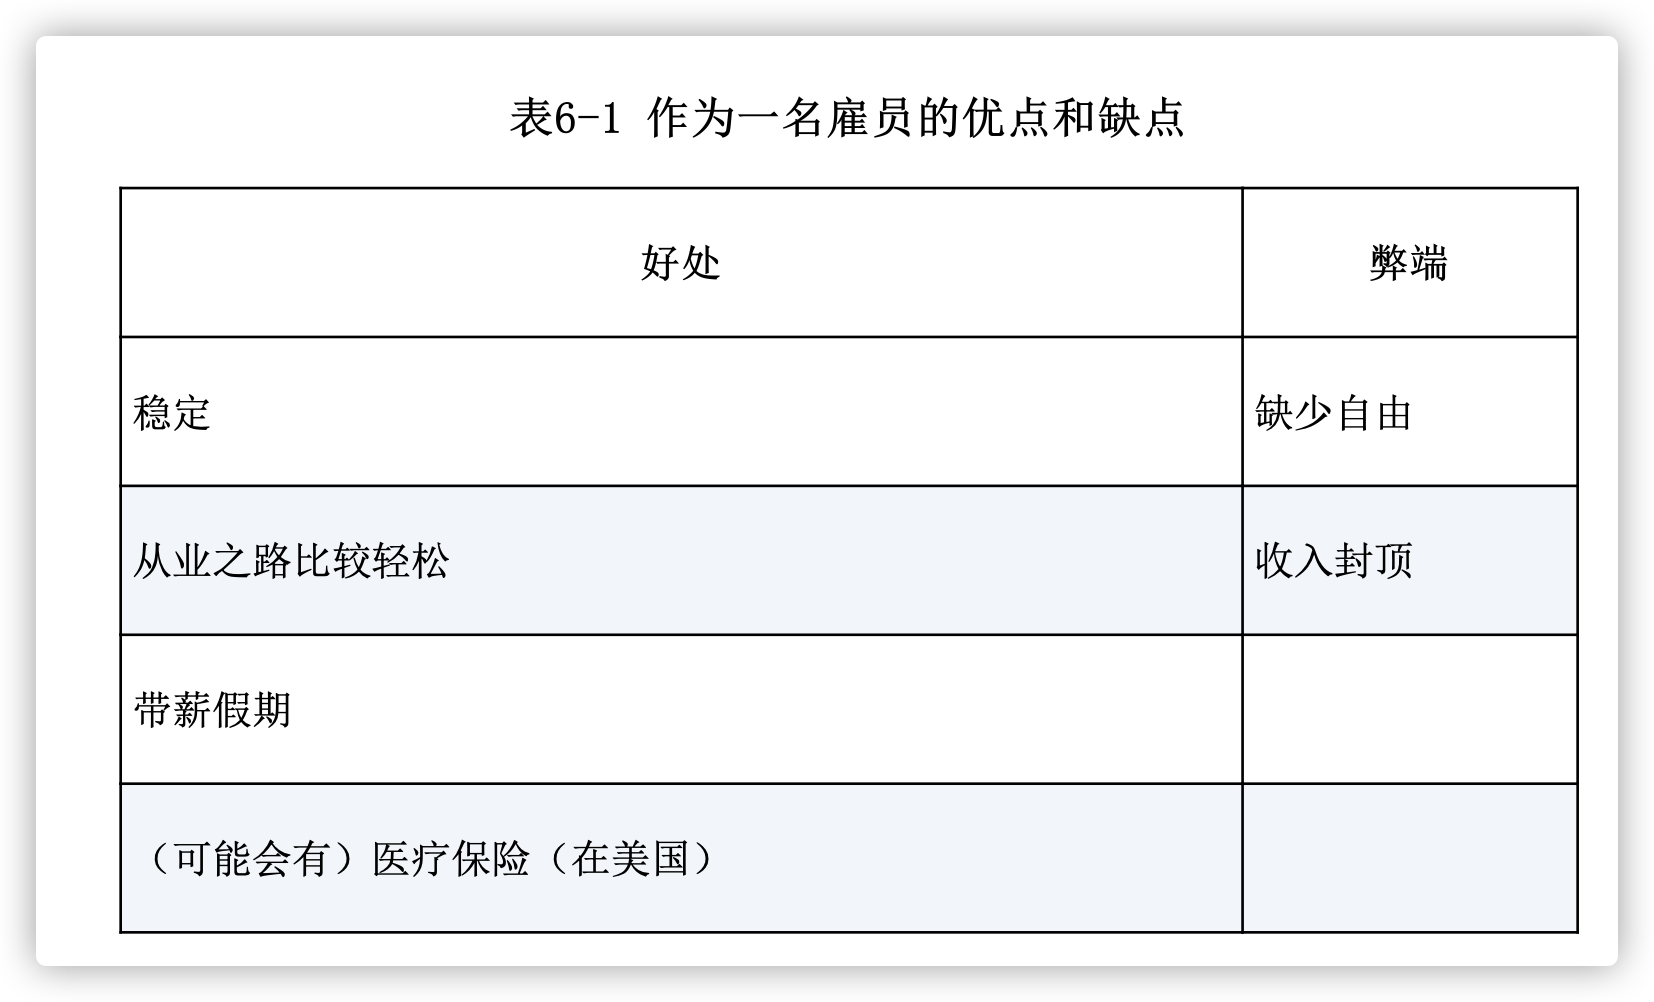 表6-1 作为一名雇员的优点和缺点
好处 弊端
稳定 缺少自由
从业之路比较轻松 收入封顶
带薪假期
（可能会有）医疗保险（在美国）